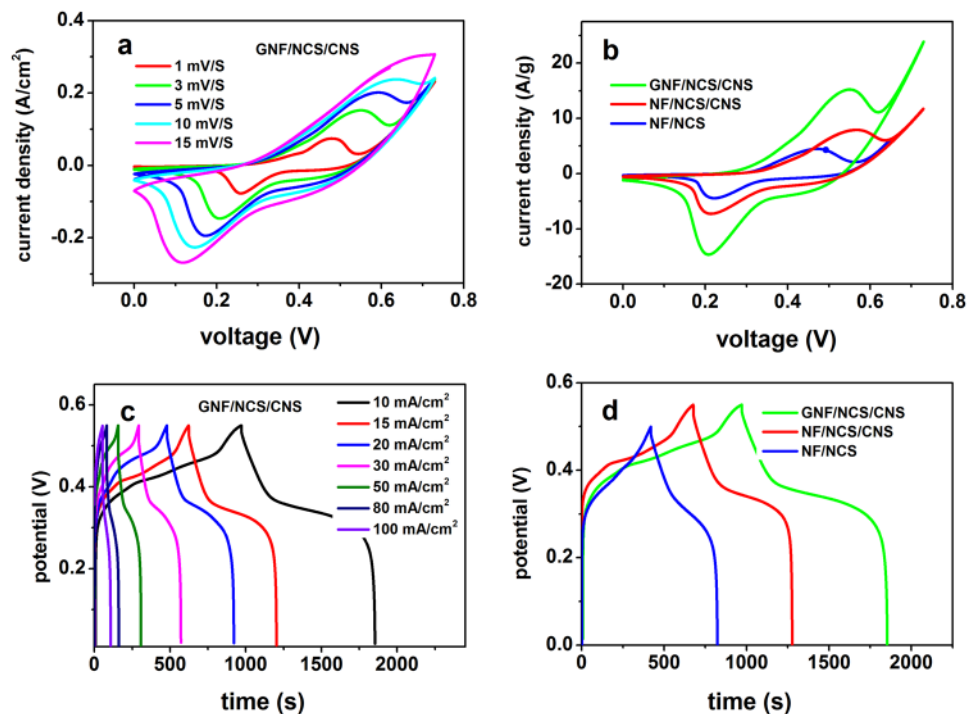 a
GNF/NCS/CNS
1 mV/S
3 mV/S
5 mV/S
10 mV/S
15 mV/S
0.4
0.2
0.0
-0.2
current density (A/cm²)
0.0 0.2 0.4 0.6 0.8
voltage (V)
b
GNF/NCS/CNS
NF/NCS/CNS
NF/NCS
20
10
0
-10
-20
current density (A/g)
0.0 0.2 0.4 0.6 0.8
voltage (V)
c
GNF/NCS/CNS
10 mA/cm²
15 mA/cm²
20 mA/cm²
30 mA/cm²
50 mA/cm²
80 mA/cm²
100 mA/cm²
0.6
0.4
0.2
potential (V)
0 500 1000 1500 2000
time (s)
d
GNF/NCS/CNS
NF/NCS/CNS
NF/NCS
0.6
0.4
0.2
0.0
potential (V)
0 500 1000 1500 2000
time (s)